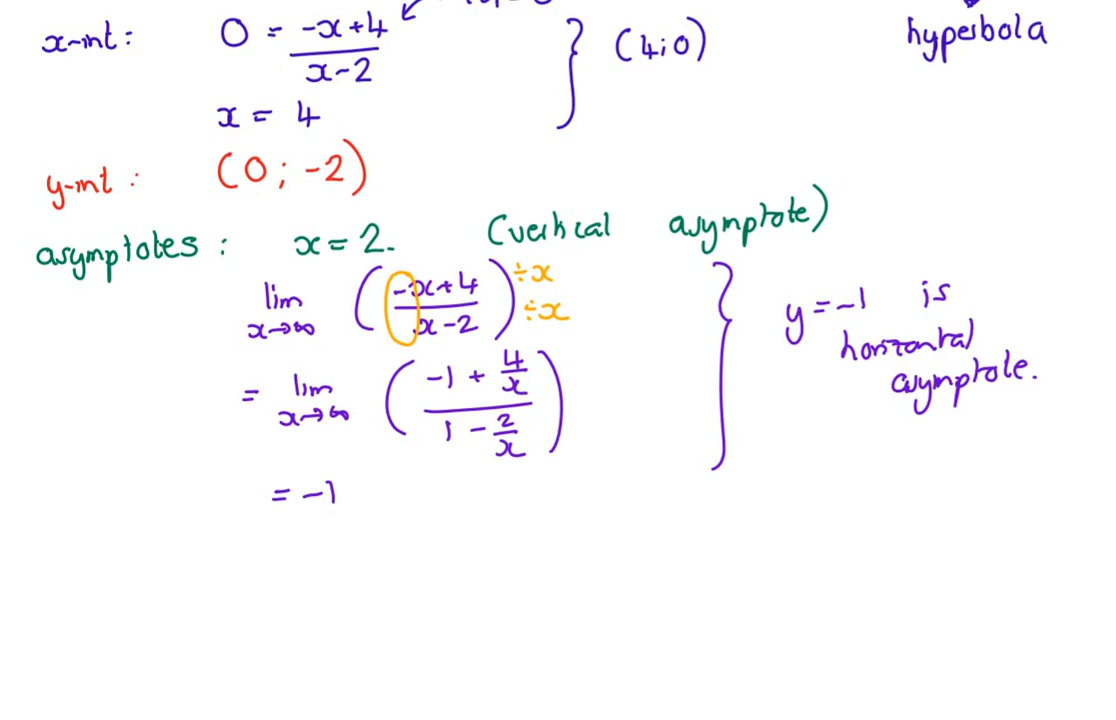 x-int: 0 = (-x+4)/(x-2) } (4;0) hyperbola
x = 4
y-int: (0; -2)
asymptotes: x = 2. (vertical asymptote)
lim x→∞ ((-x+4)/(x-2)) ÷x ÷x } y = -1 is horizontal asymptote.
= lim x→∞ ((-1 + 4/x)/(1 - 2/x))
= -1